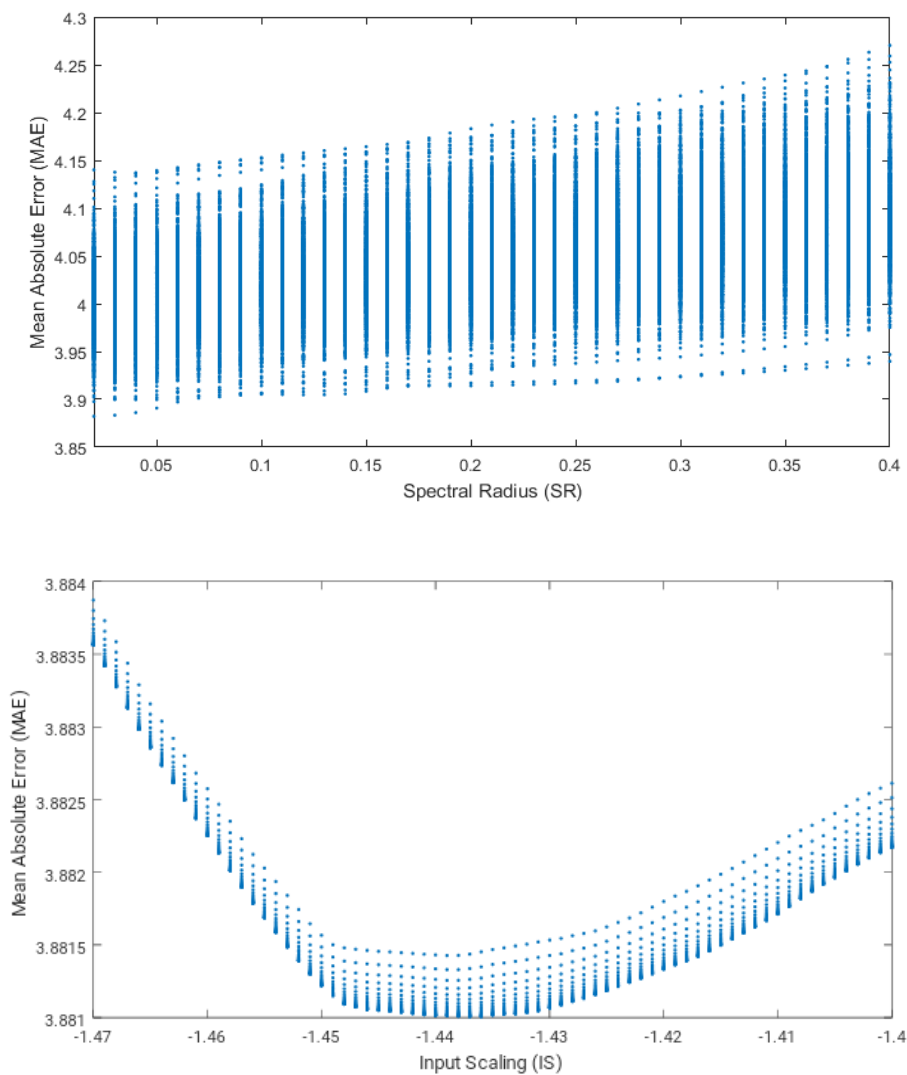 4.3
4.25
4.2
4.15
4.1
4.05
4
3.95
3.9
3.85
Mean Absolute Error (MAE)
0.05 0.1 0.15 0.2 0.25 0.3 0.35 0.4
Spectral Radius (SR)
3.884
3.8835
3.883
3.8825
3.882
3.8815
3.881
Mean Absolute Error (MAE)
-1.47 -1.46 -1.45 -1.44 -1.43 -1.42 -1.41 -1.4
Input Scaling (IS)